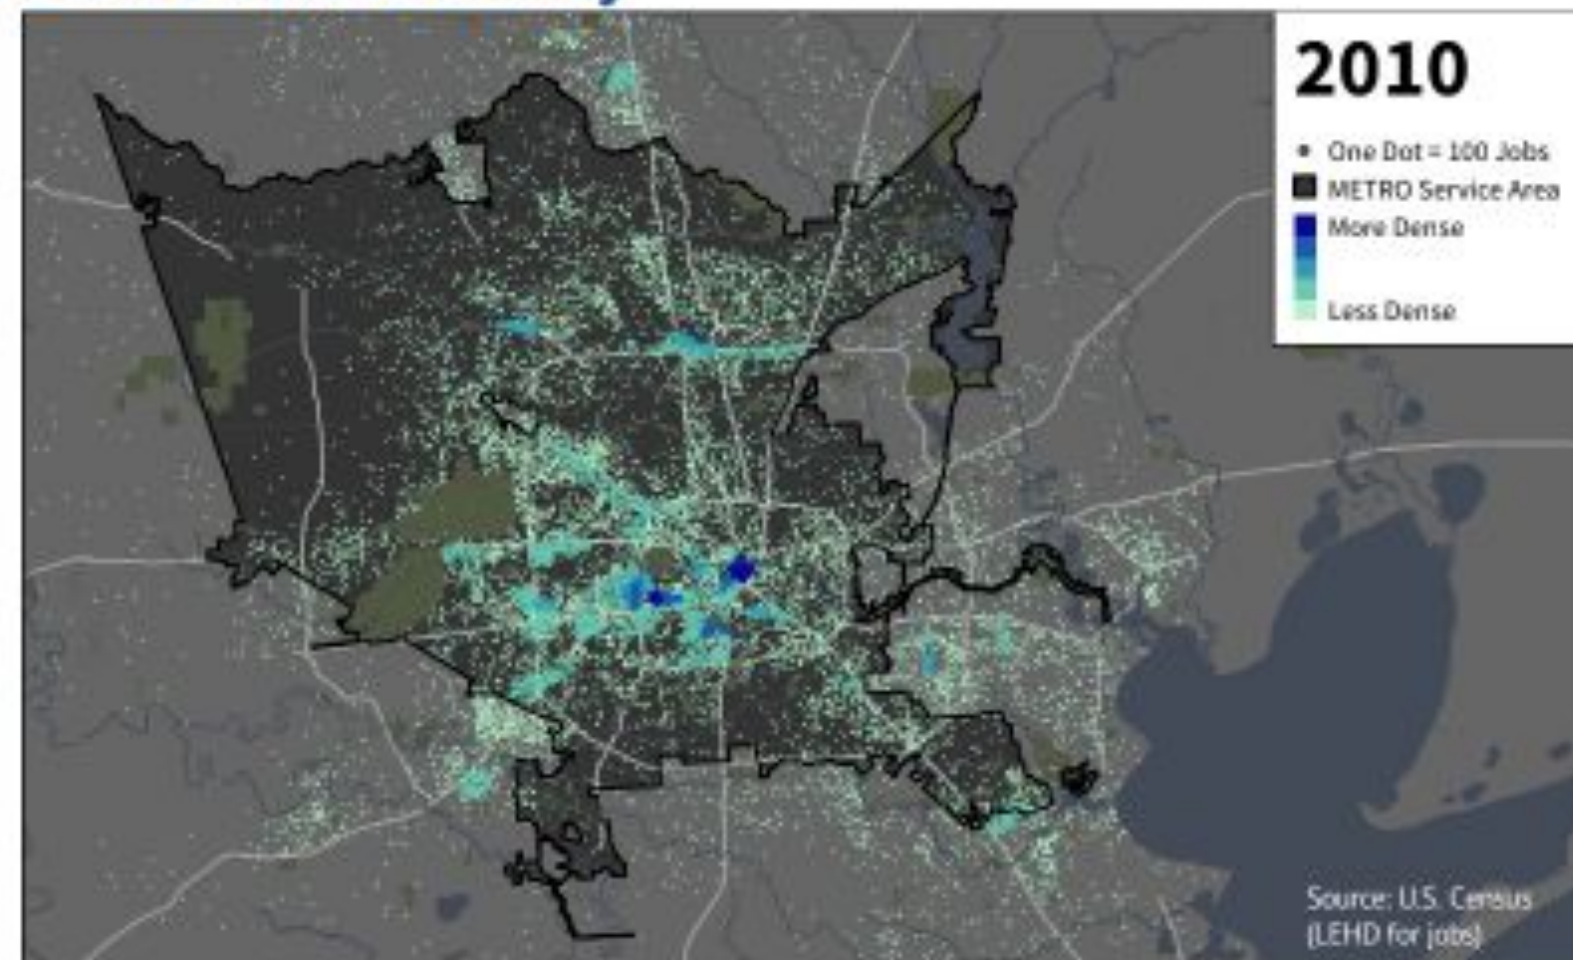 2010
One Dot = 100 Jobs
METRO Service Area
More Dense
Less Dense
Source: U.S. Census
(LEHD for jobs)